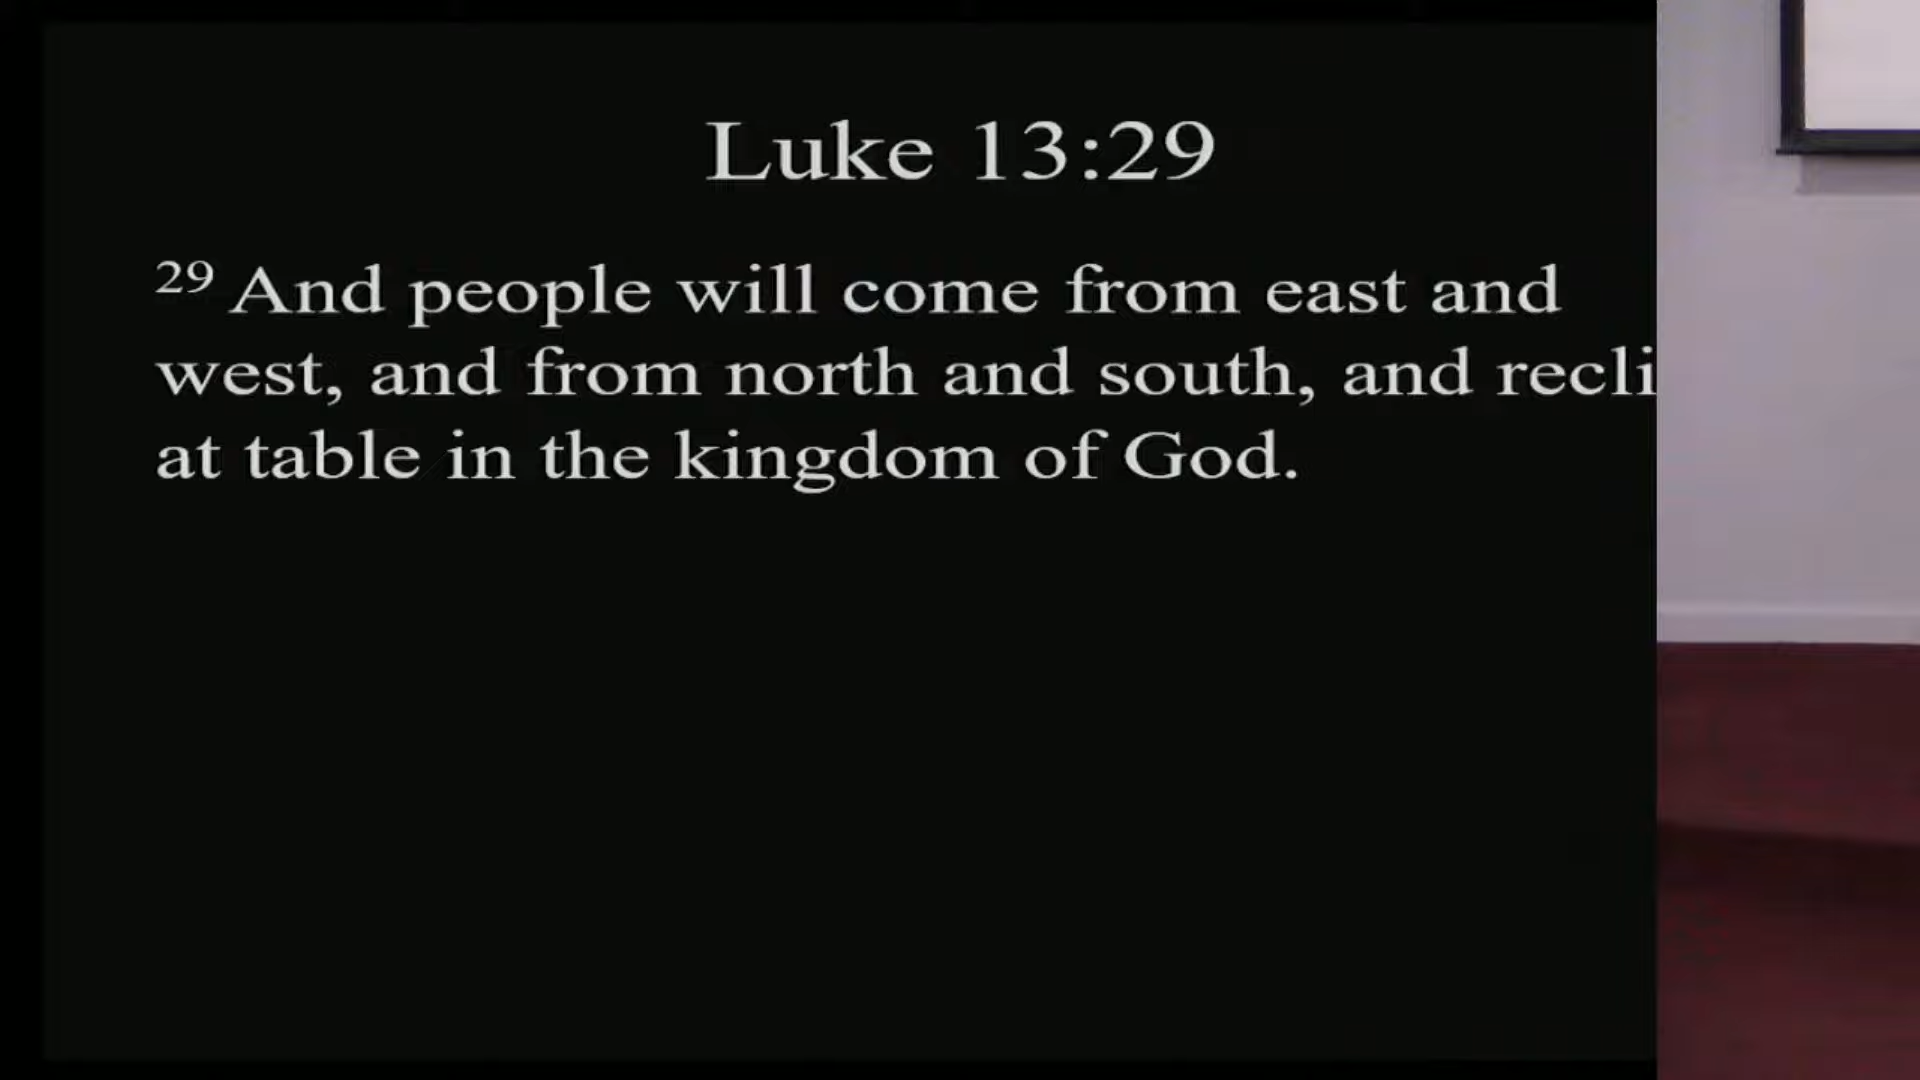 Luke 13:29
29 And people will come from east and
west, and from north and south, and recli
at table in the kingdom of God.